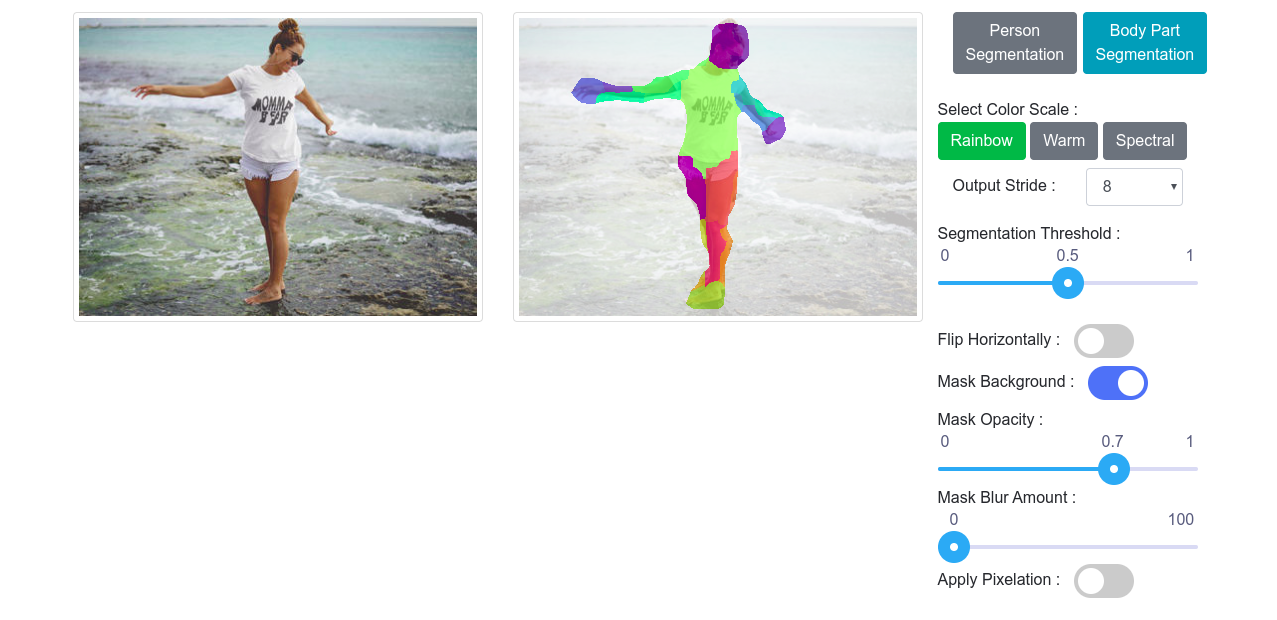 MOMMA
BEAR
MOMMA
BEAR
Person
Segmentation
Body Part
Segmentation
Select Color Scale :
Rainbow Warm Spectral
Output Stride : 8
Segmentation Threshold :
0 0.5 1
Flip Horizontally :
Mask Background :
Mask Opacity :
0 0.7 1
Mask Blur Amount :
0 100
Apply Pixelation :